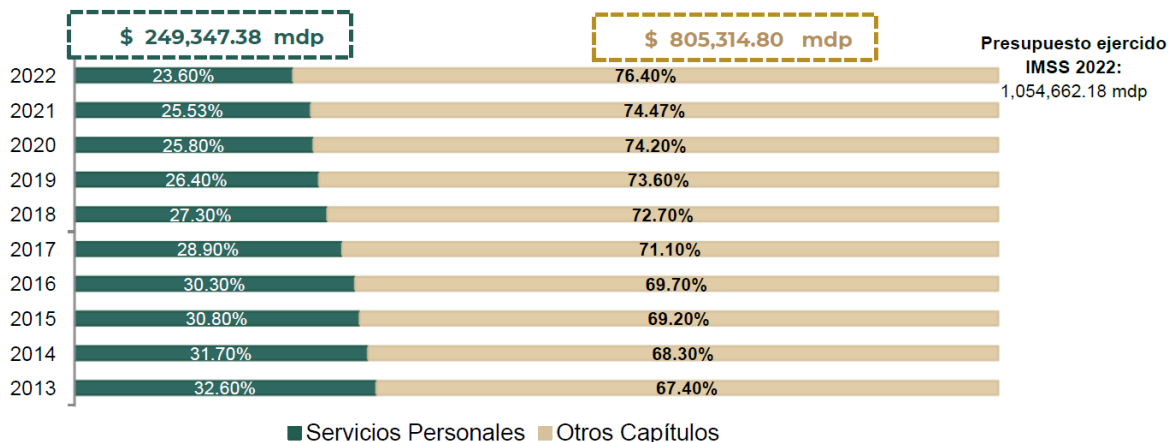 $ 249,347.38 mdp
$ 805,314.80 mdp
Presupuesto ejercido
IMSS 2022:
1,054,662.18 mdp
2022 23.60% 76.40%
2021 25.53% 74.47%
2020 25.80% 74.20%
2019 26.40% 73.60%
2018 27.30% 72.70%
2017 28.90% 71.10%
2016 30.30% 69.70%
2015 30.80% 69.20%
2014 31.70% 68.30%
2013 32.60% 67.40%
Servicios Personales Otros Capítulos